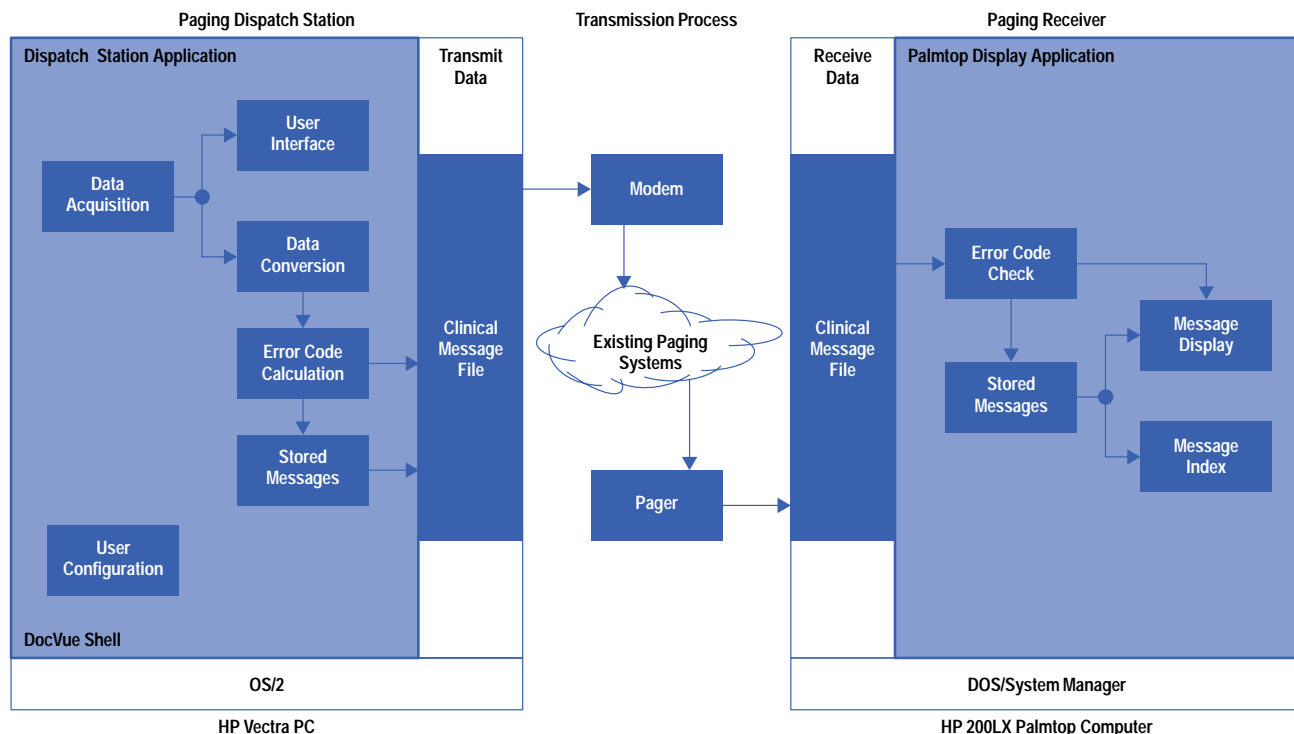 Paging Dispatch Station
Transmission Process
Paging Receiver
Dispatch Station Application
Transmit
Data
Receive
Data
Palmtop Display Application
User
Interface
Data
Acquisition
Modem
Data
Conversion
Error Code
Check
Error Code
Calculation
Clinical
Message
File
Existing Paging
Systems
Clinical
Message
File
Message
Display
Stored
Messages
Stored
Messages
Message
Index
Pager
User
Configuration
DocVue Shell
OS/2
DOS/System Manager
HP Vectra PC
HP 200LX Palmtop Computer